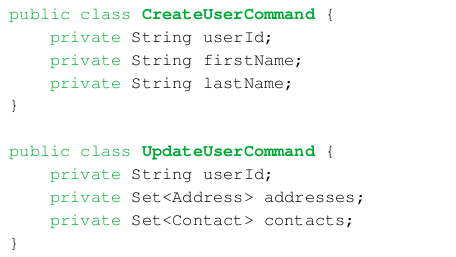 public class CreateUserCommand {
    private String userId;
    private String firstName;
    private String lastName;
}

public class UpdateUserCommand {
    private String userId;
    private Set<Address> addresses;
    private Set<Contact> contacts;
}